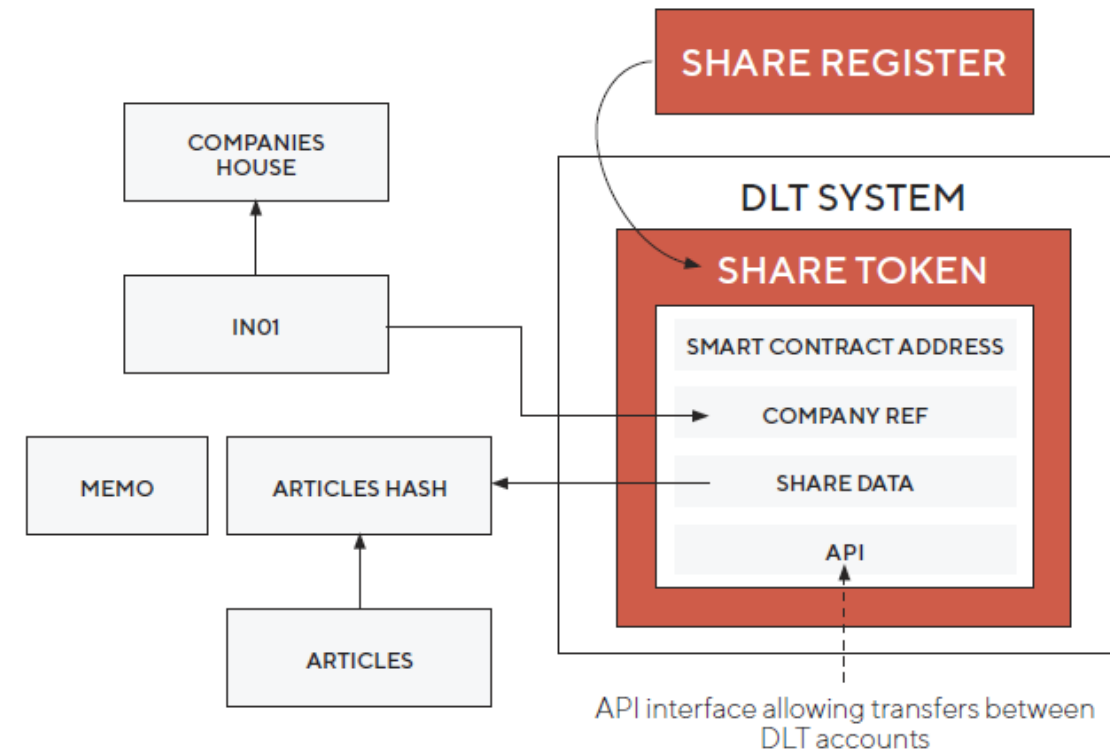 SHARE REGISTER
COMPANIES
HOUSE
DLT SYSTEM
SHARE TOKEN
IN01
SMART CONTRACT ADDRESS
COMPANY REF
MEMO
ARTICLES HASH
SHARE DATA
API
ARTICLES
API interface allowing transfers between
DLT accounts